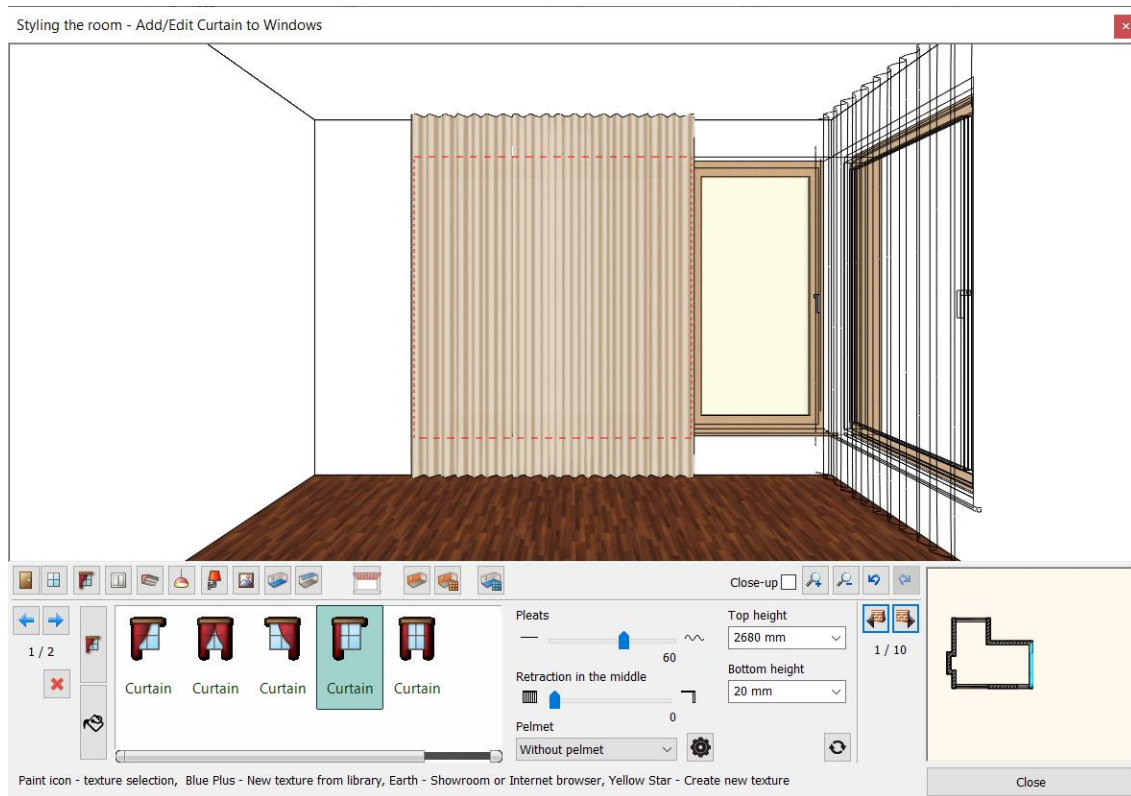 Styling the room - Add/Edit Curtain to Windows
Close-up
1 / 2
Curtain Curtain Curtain Curtain Curtain
Pleats
60
Retraction in the middle
0
Pelmet
Without pelmet
Top height
2680 mm
Bottom height
20 mm
1 / 10
Paint icon - texture selection, Blue Plus - New texture from library, Earth - Showroom or Internet browser, Yellow Star - Create new texture
Close